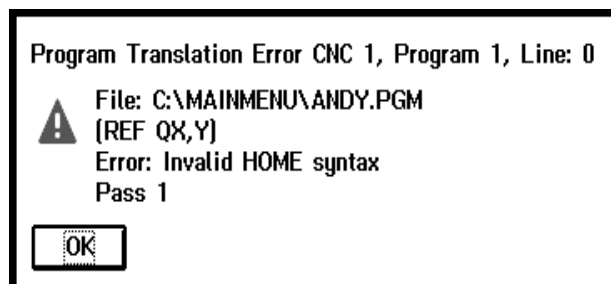 Program Translation Error CNC 1, Program 1, Line: 0
File: C:\MAINMENU\ANDY.PGM
(REF QX,Y)
Error: Invalid HOME syntax
Pass 1
OK